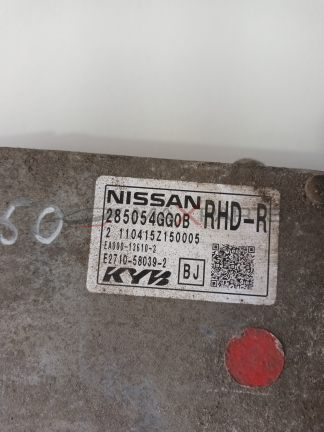 50
NISSAN RHD-R
285054GG0B
2 110415Z150005
EA990-13610-2
E2710-58039-2
KYB BJ